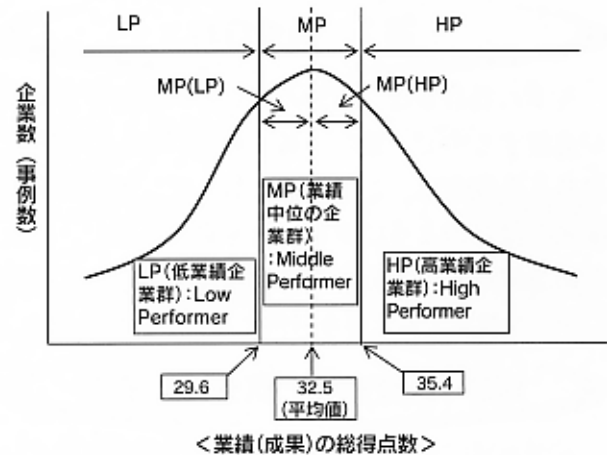 LP
MP
HP
MP(LP)
MP(HP)
企業数(事例数)
MP(業績
中位の企
業群)
:Middle
Performer
LP(低業績企
業群):Low
Performer
HP(高業績企
業群):High
Performer
29.6
32.5
(平均値)
35.4
<業績(成果)の総得点数>